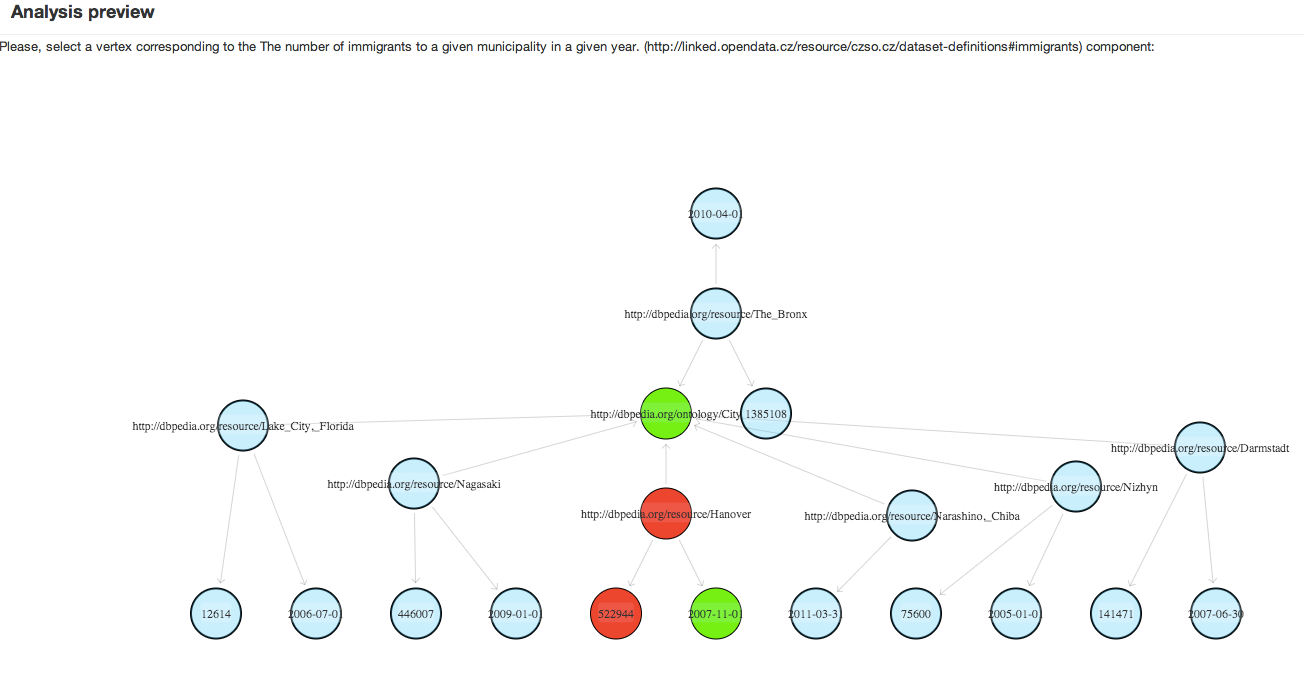 Analysis preview
Please, select a vertex corresponding to the The number of immigrants to a given municipality in a given year. (http://linked.opendata.cz/resource/czso.cz/dataset-definitions#immigrants) component:
2010-04-01
http://dbpedia.org/resource/The_Bronx
http://dbpedia.org/ontology/City
1385108
http://dbpedia.org/resource/Lake_City,_Florida
http://dbpedia.org/resource/Darmstadt
http://dbpedia.org/resource/Nagasaki
http://dbpedia.org/resource/Nizhyn
http://dbpedia.org/resource/Hanover
http://dbpedia.org/resource/Narashino,_Chiba
12614
2006-07-01
446007
2009-01-01
522944
2007-11-01
2011-03-31
75600
2005-01-01
141471
2007-06-30